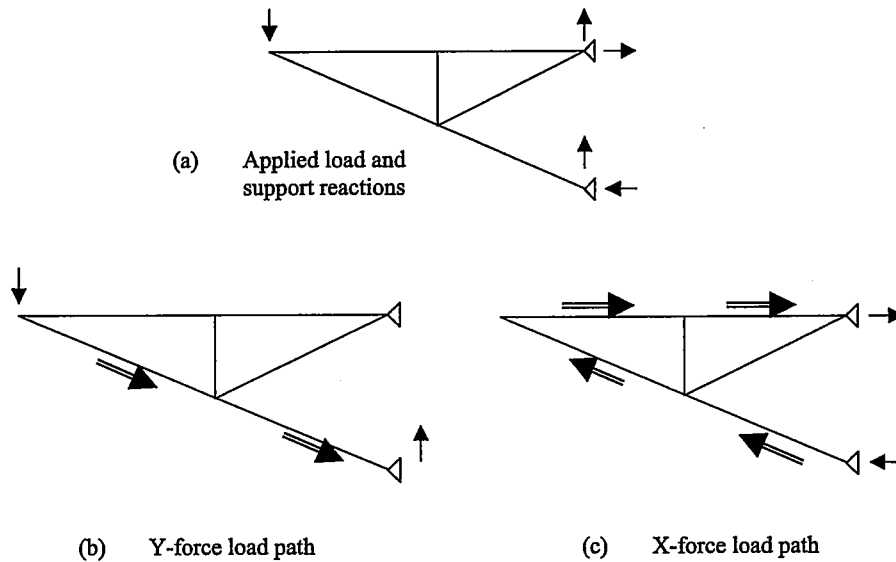 (a) Applied load and
support reactions
(b) Y-force load path
(c) X-force load path